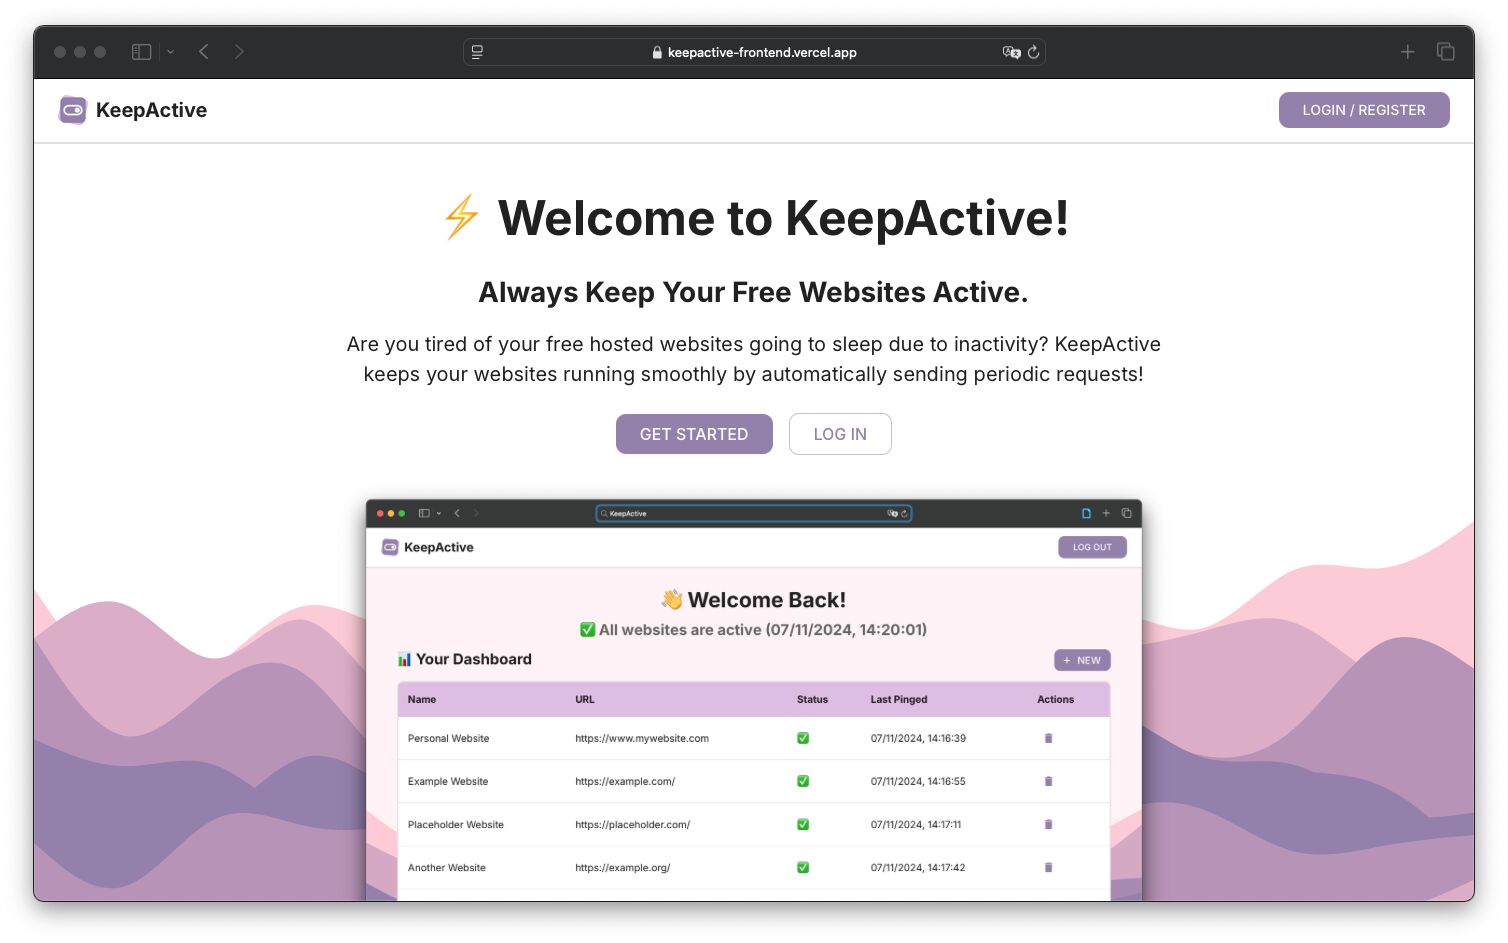 keepactive-frontend.vercel.app
KeepActive
LOGIN / REGISTER
⚡ Welcome to KeepActive!
Always Keep Your Free Websites Active.
Are you tired of your free hosted websites going to sleep due to inactivity? KeepActive
keeps your websites running smoothly by automatically sending periodic requests!
GET STARTED
LOG IN
KeepActive
KeepActive
LOG OUT
👋 Welcome Back!
✅ All websites are active (07/11/2024, 14:20:01)
📊 Your Dashboard
+ NEW
Name URL Status Last Pinged Actions
Personal Website https://www.mywebsite.com ✅ 07/11/2024, 14:16:39
Example Website https://example.com/ ✅ 07/11/2024, 14:16:55
Placeholder Website https://placeholder.com/ ✅ 07/11/2024, 14:17:11
Another Website https://example.org/ ✅ 07/11/2024, 14:17:42